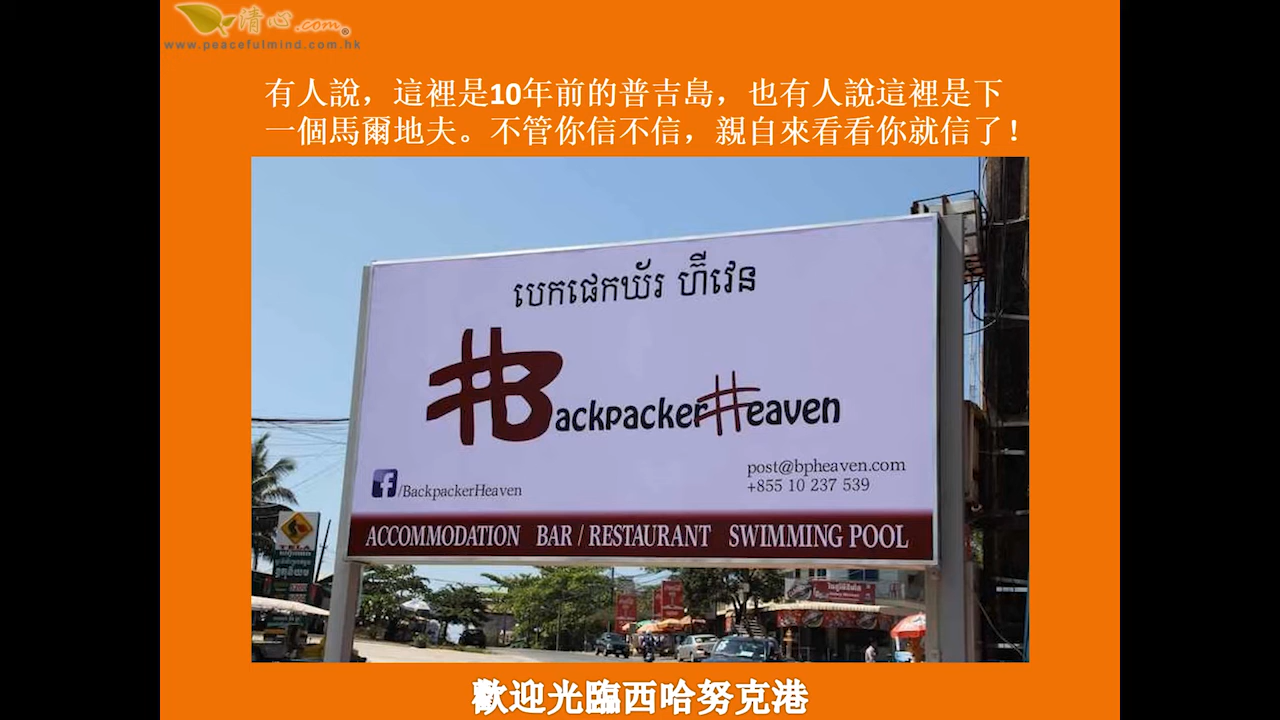 清心.com®
www.peacefulmind.com.hk
有人說，這裡是10年前的普吉島，也有人說這裡是下
一個馬爾地夫。不管你信不信，親自來看看你就信了！
បេកផេកឃ័រ ហ៊ីវេន
#Backpacker Heaven
f/BackpackerHeaven
post@bpheaven.com
+855 10 237 539
ACCOMMODATION BAR / RESTAURANT SWIMMING POOL
歡迎光臨西哈努克港